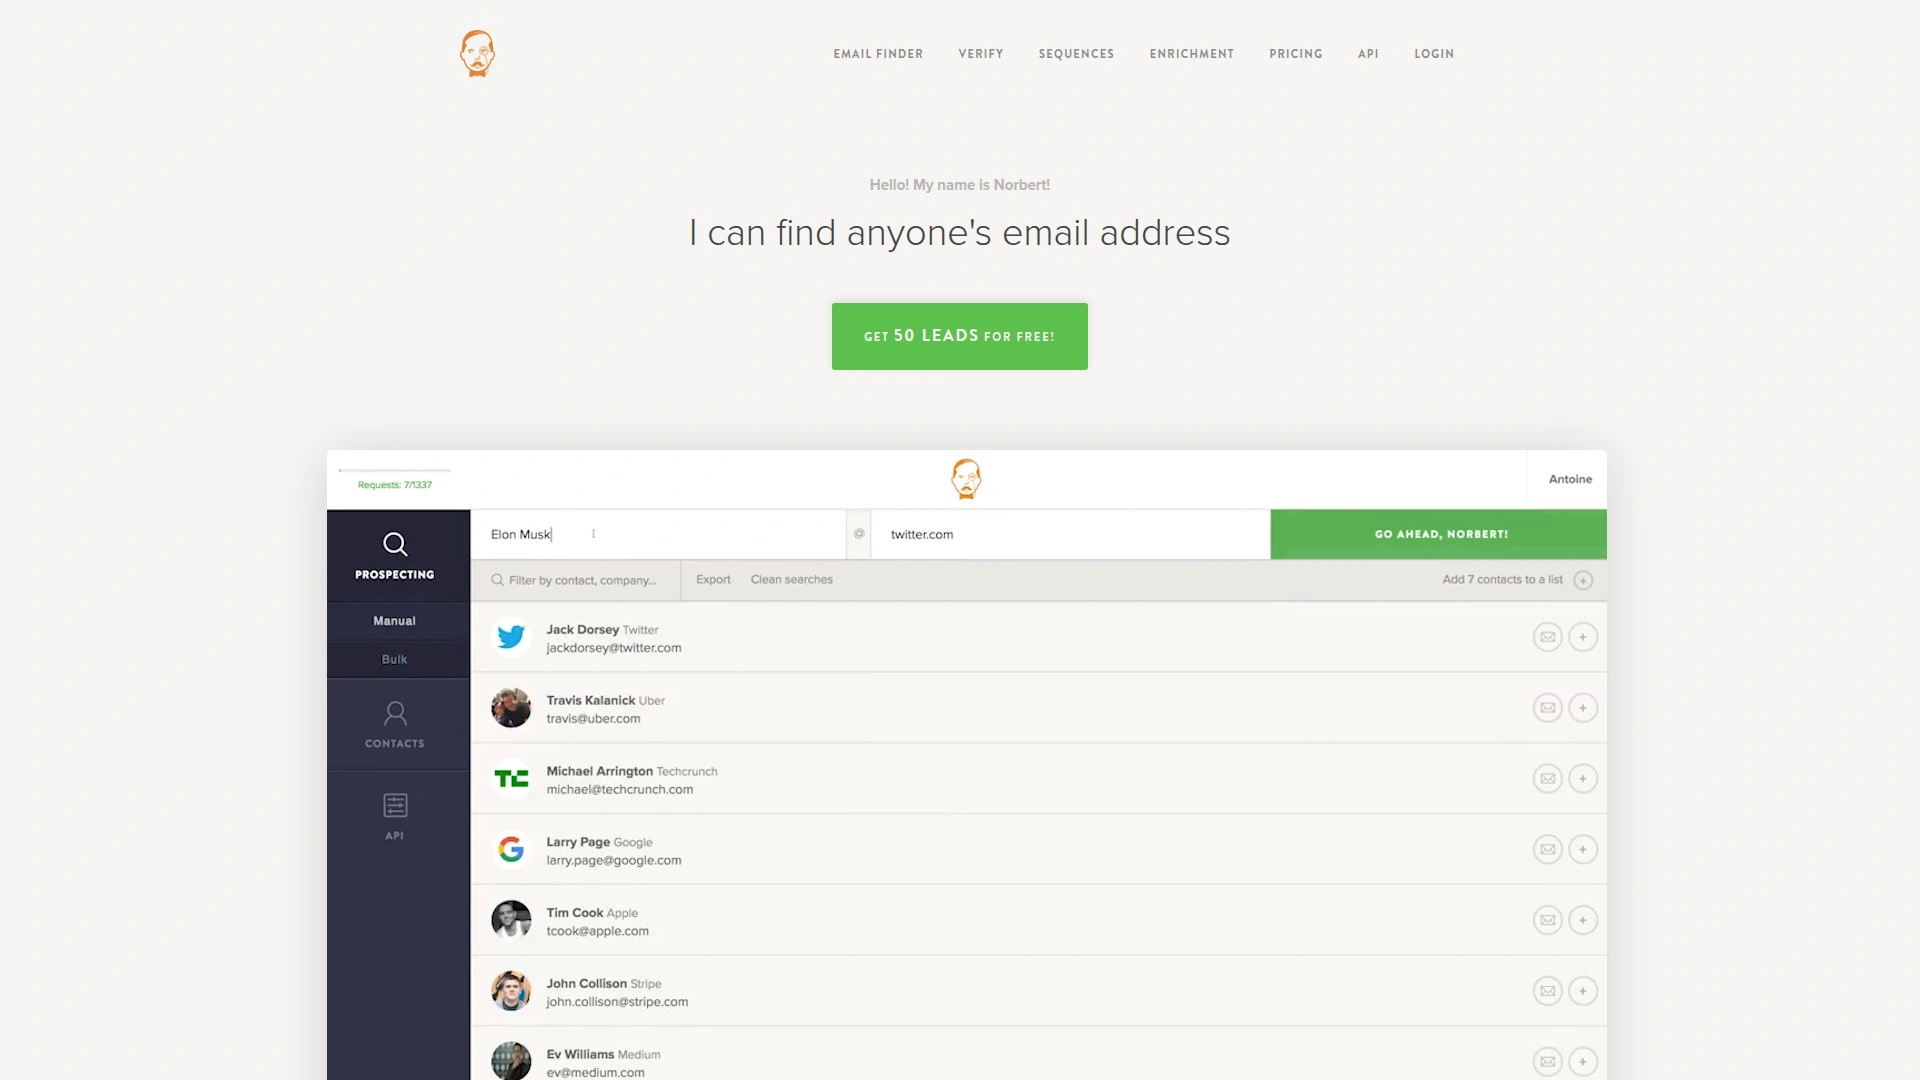 EMAIL FINDER VERIFY SEQUENCES ENRICHMENT PRICING API LOGIN
Hello! My name is Norbert!
I can find anyone's email address
GET 50 LEADS FOR FREE!
Requests: 7/1337
Antoine
PROSPECTING
Manual
Bulk
CONTACTS
API
Elon Musk @ twitter.com GO AHEAD, NORBERT!
Filter by contact, company... Export Clean searches Add 7 contacts to a list
Jack Dorsey Twitter
jackdorsey@twitter.com
Travis Kalanick Uber
travis@uber.com
TC
Michael Arrington Techcrunch
michael@techcrunch.com
G
Larry Page Google
larry.page@google.com
Tim Cook Apple
tcook@apple.com
John Collison Stripe
john.collison@stripe.com
Ev Williams Medium
ev@medium.com